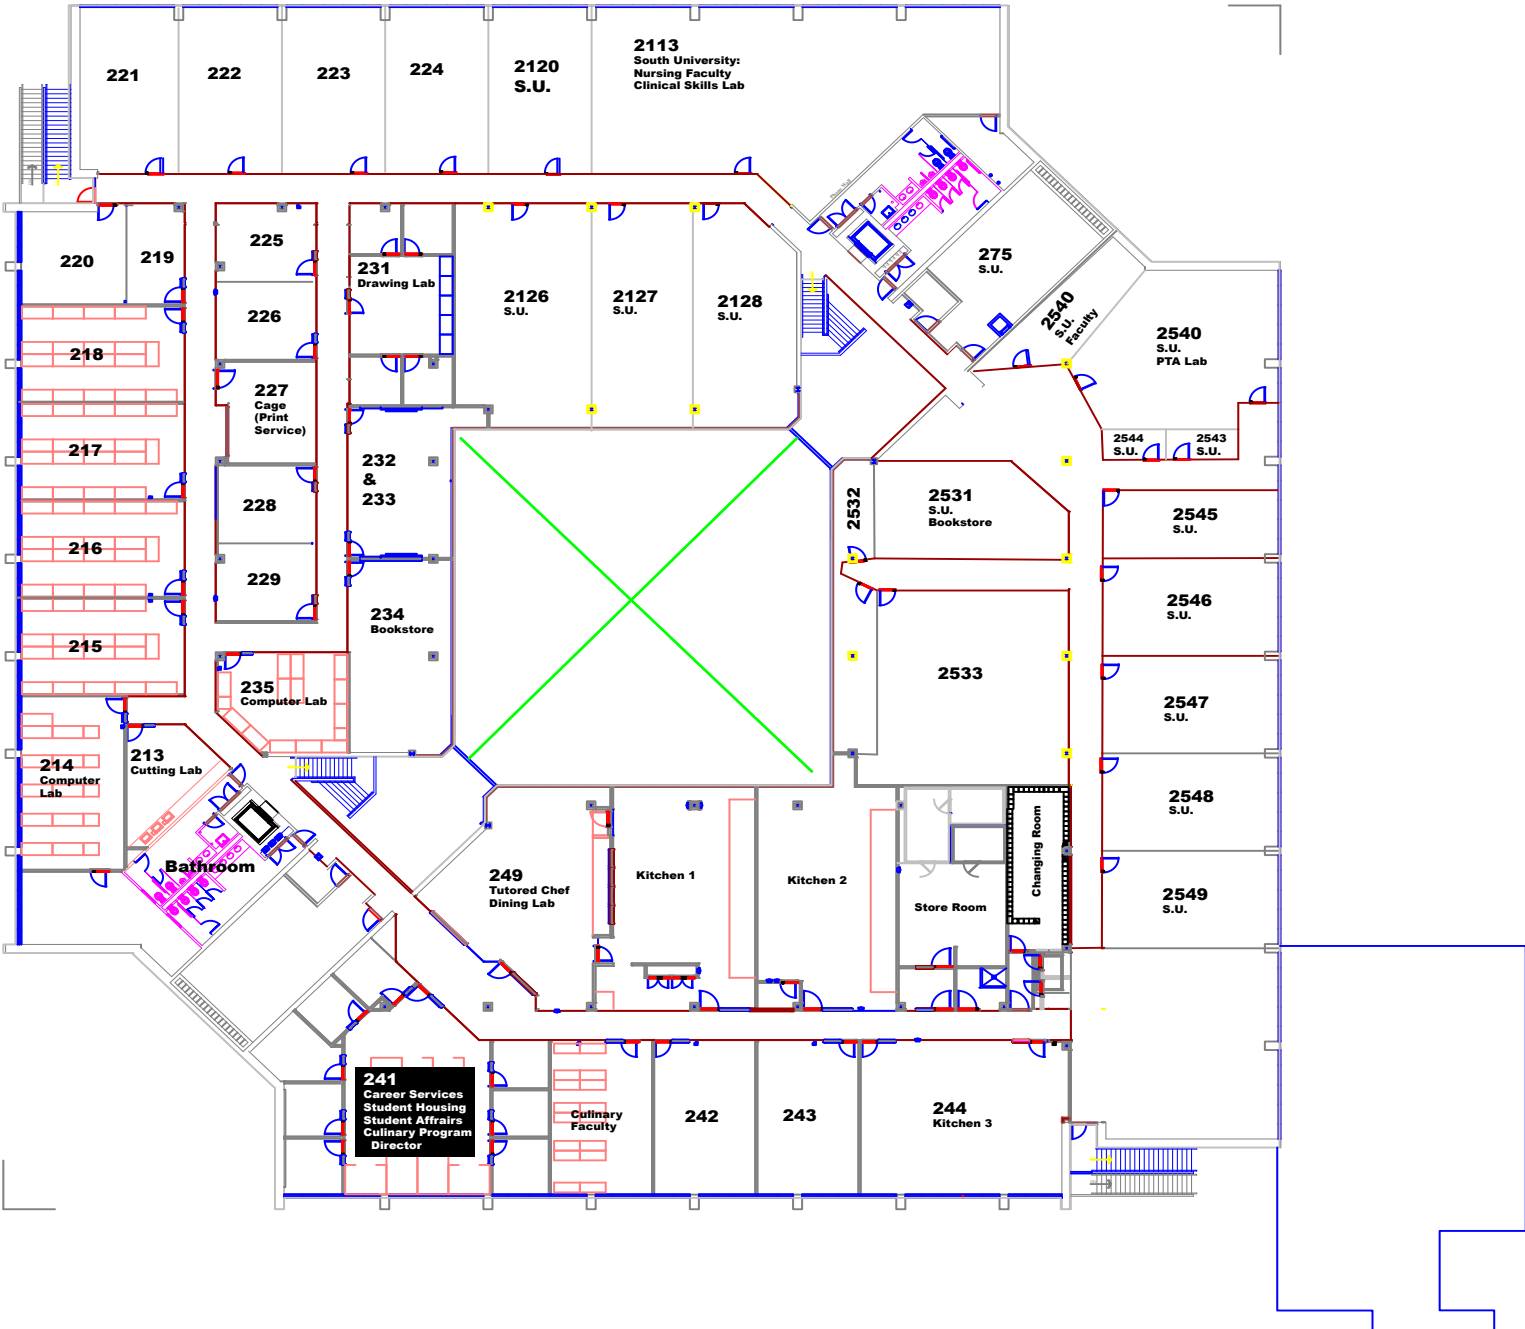 221
222
223
224
2120
S.U.
2113
South University:
Nursing Faculty
Clinical Skills Lab
220
219
225
226
231
Drawing Lab
2126
S.U.
2127
S.U.
2128
S.U.
275
S.U.
2540
S.U.
Faculty
2540
S.U.
PTA Lab
218
227
Cage
(Print
Service)
217
232
&
233
228
2532
2531
S.U.
Bookstore
2544
S.U.
2543
S.U.
2545
S.U.
216
229
234
Bookstore
2546
S.U.
215
235
Computer Lab
2533
2547
S.U.
214
Computer
Lab
213
Cutting Lab
2548
S.U.
Bathroom
249
Tutored Chef
Dining Lab
Kitchen 1
Kitchen 2
Store Room
Changing Room
2549
S.U.
241
Career Services
Student Housing
Student Affrairs
Culinary Program
Director
Culinary
Faculty
242
243
244
Kitchen 3